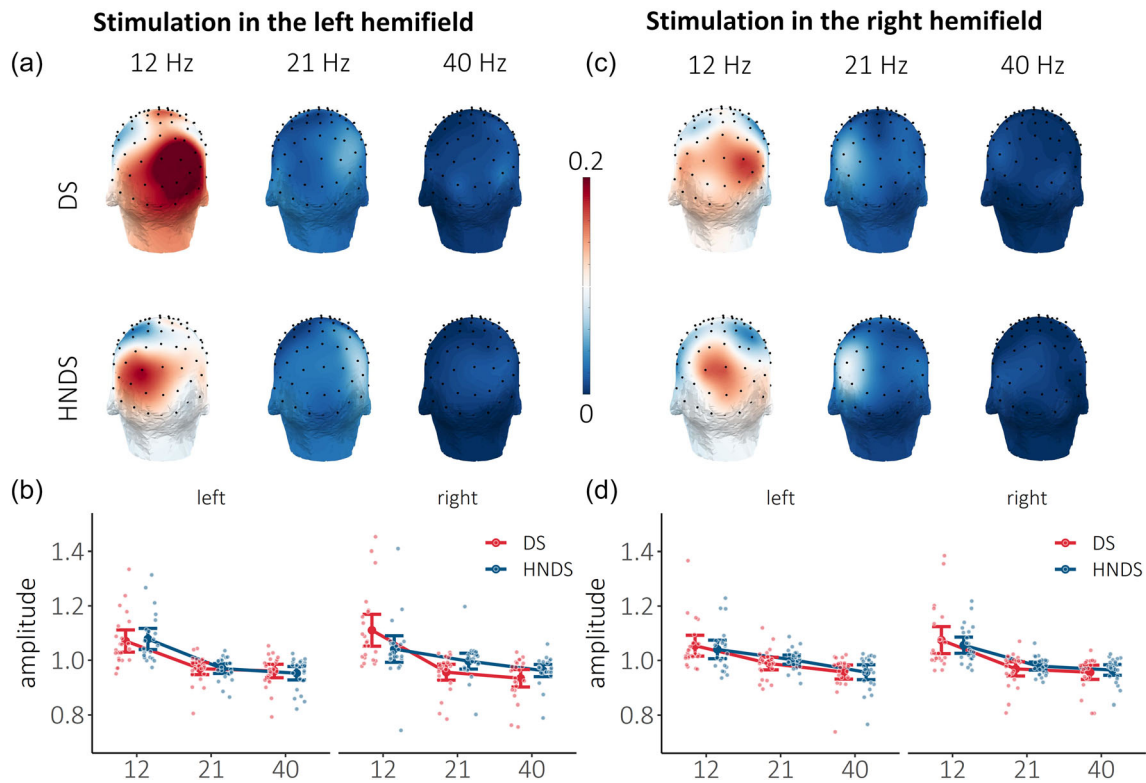 Stimulation in the left hemifield
Stimulation in the right hemifield
(a)
12 Hz
21 Hz
40 Hz
(c)
12 Hz
21 Hz
40 Hz
DS
0.2
0
HNDS
(b)
left
right
DS
HNDS
amplitude
1.4
1.2
1.0
0.8
12
21
40
12
21
40
(d)
left
right
DS
HNDS
amplitude
1.4
1.2
1.0
0.8
12
21
40
12
21
40